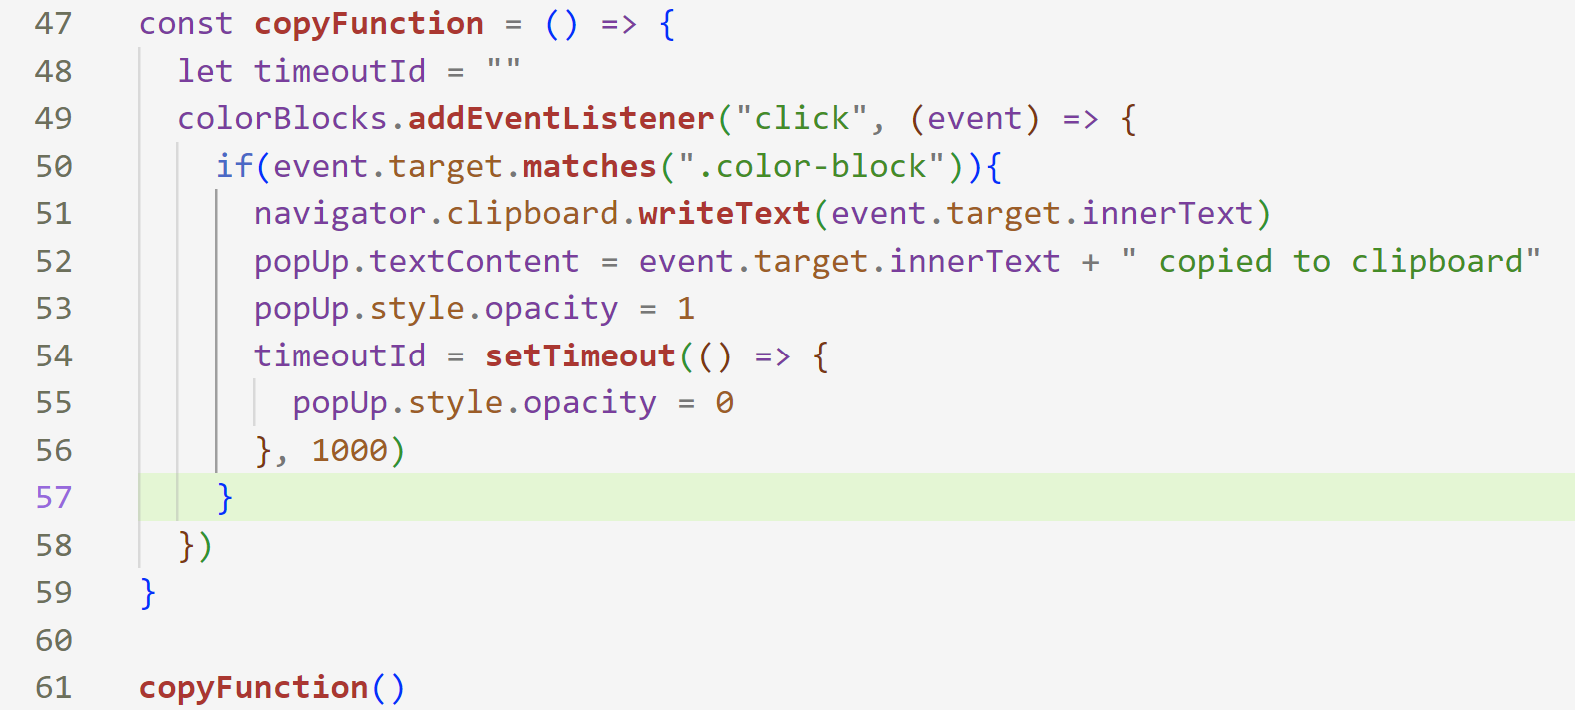 47 const copyFunction = () => {
48   let timeoutId = ""
49   colorBlocks.addEventListener("click", (event) => {
50     if(event.target.matches(".color-block")){
51       navigator.clipboard.writeText(event.target.innerText)
52       popUp.textContent = event.target.innerText + " copied to clipboard"
53       popUp.style.opacity = 1
54       timeoutId = setTimeout(() => {
55         popUp.style.opacity = 0
56       }, 1000)
57     }
58   })
59 }
60
61 copyFunction()